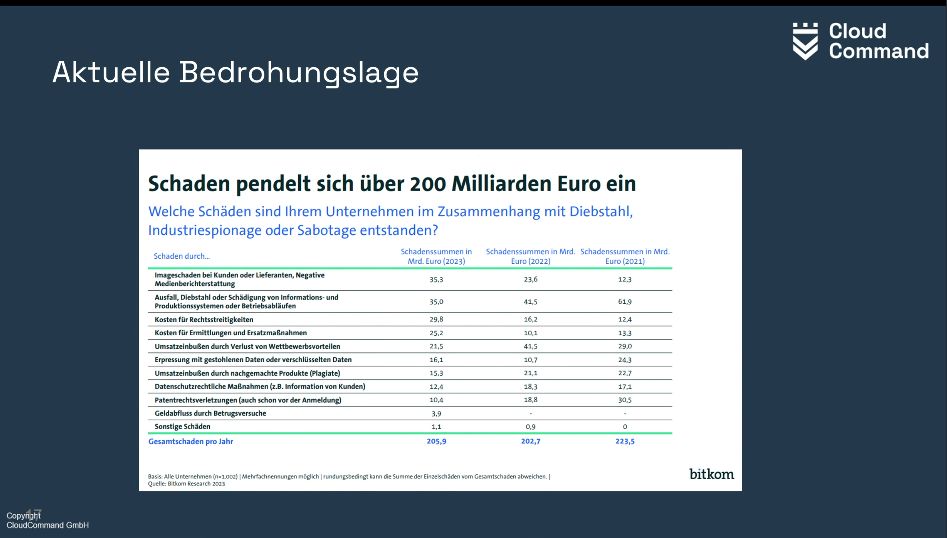 Cloud
Command
Aktuelle Bedrohungslage
Schaden pendelt sich über 200 Milliarden Euro ein
Welche Schäden sind Ihrem Unternehmen im Zusammenhang mit Diebstahl,
Industriespionage oder Sabotage entstanden?
Schaden durch... Schadenssummen in Mrd. Euro (2023) Schadenssummen in Mrd. Euro (2022) Schadenssummen in Mrd. Euro (2021)
Imageschaden bei Kunden oder Lieferanten, Negative
Medienberichterstattung 35,3 23,6 12,3
Ausfall, Diebstahl oder Schädigung von Informations- und
Produktionssystemen oder Betriebsabläufen 35,0 41,5 61,9
Kosten für Rechtsstreitigkeiten 29,8 16,2 12,4
Kosten für Ermittlungen und Ersatzmaßnahmen 25,2 10,1 13,3
Umsatzeinbußen durch Verlust von Wettbewerbsvorteilen 21,5 41,5 29,0
Erpressung mit gestohlenen Daten oder verschlüsselten Daten 16,1 10,7 24,3
Umsatzeinbußen durch nachgemachte Produkte (Plagiate) 15,3 21,1 22,7
Datenschutzrechtliche Maßnahmen (z.B. Information von Kunden) 12,4 18,3 17,1
Patentrechtsverletzungen (auch schon vor der Anmeldung) 10,4 18,8 30,5
Geldabfluss durch Betrugsversuche 3,9 - -
Sonstige Schäden 1,1 0,9 0
Gesamtschaden pro Jahr 205,9 202,7 223,5
Basis: Alle Unternehmen (n=1.002) | Mehrfachnennungen möglich | rundungsbedingt kann die Summe der Einzelschäden vom Gesamtschaden abweichen. |
Quelle: Bitkom Research 2023
bitkom
17
Copyright
CloudCommand GmbH